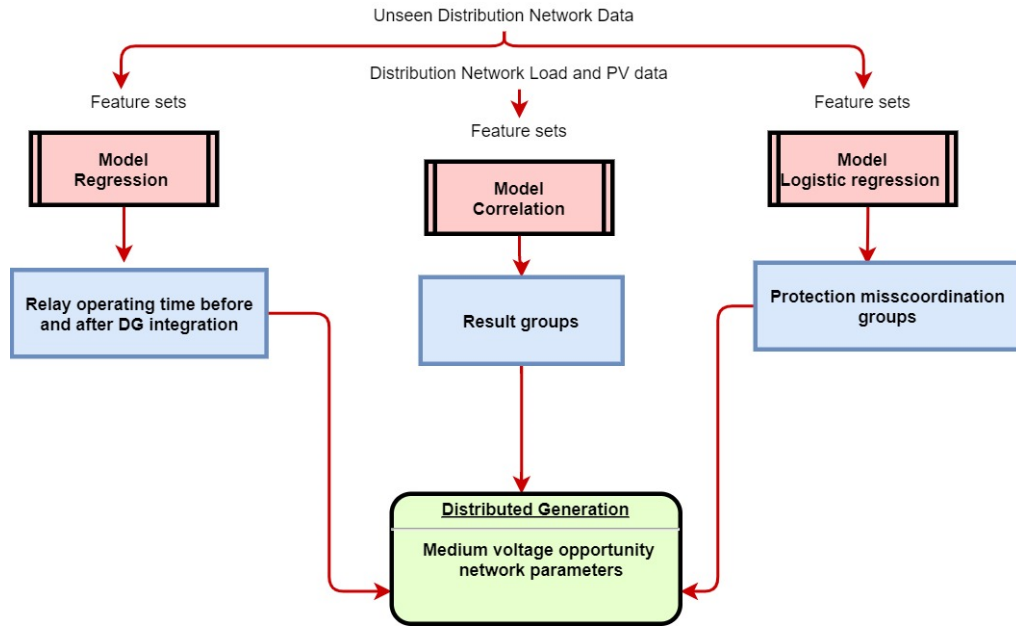 Unseen Distribution Network Data
Distribution Network Load and PV data
Feature sets
Feature sets
Feature sets
Model
Regression
Model
Correlation
Model
Logistic regression
Relay operating time before
and after DG integration
Result groups
Protection misscoordination
groups
Distributed Generation
Medium voltage opportunity
network parameters